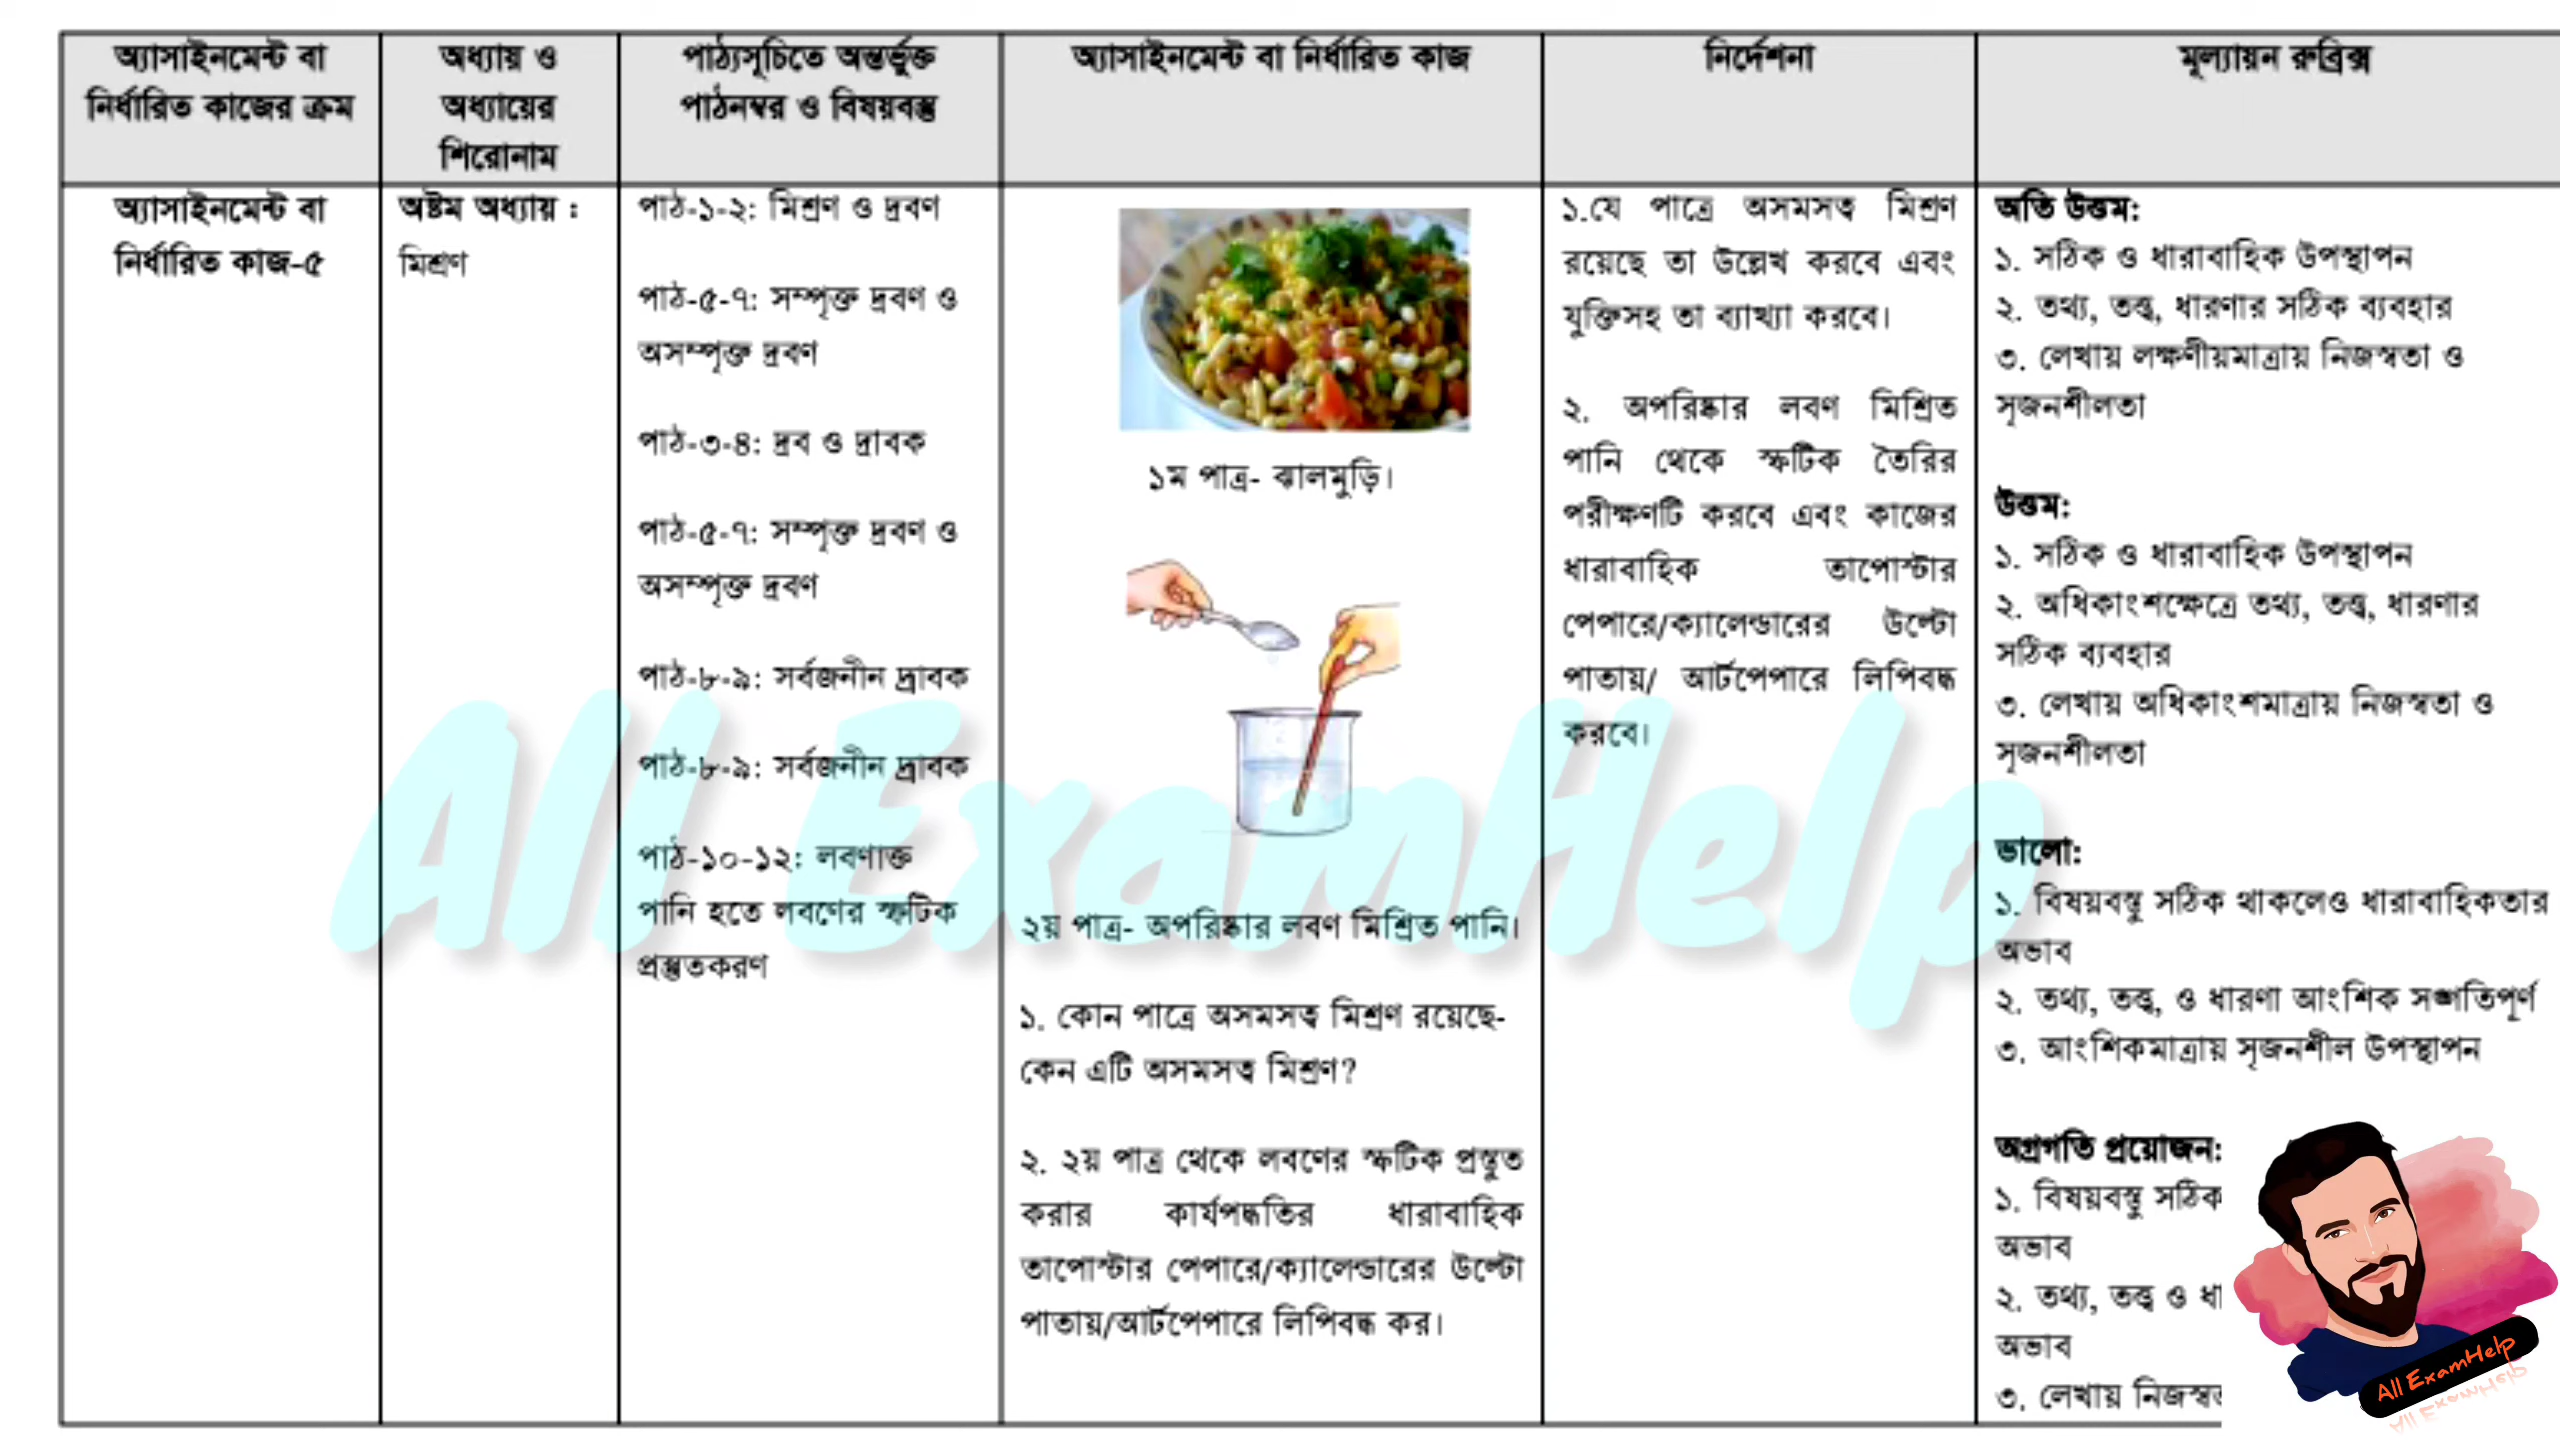 অ্যাসাইনমেন্ট বা
নির্ধারিত কাজের ক্রম
অধ্যায় ও
অধ্যায়ের
শিরোনাম
পাঠ্যসূচিতে অন্তর্ভুক্ত
পাঠনম্বর ও বিষয়বস্তু
অ্যাসাইনমেন্ট বা নির্ধারিত কাজ
নির্দেশনা
মূল্যায়ন রুব্রিক্স
অ্যাসাইনমেন্ট বা
নির্ধারিত কাজ-৫
অষ্টম অধ্যায় :
মিশ্রণ
পাঠ-১-২: মিশ্রণ ও দ্রবণ
পাঠ-৫-৭: সম্পৃক্ত দ্রবণ ও
অসম্পৃক্ত দ্রবণ
পাঠ-৩-৪: দ্রব ও দ্রাবক
পাঠ-৫-৭: সম্পৃক্ত দ্রবণ ও
অসম্পৃক্ত দ্রবণ
পাঠ-৮-৯: সর্বজনীন দ্রাবক
পাঠ-৮-৯: সর্বজনীন দ্রাবক
পাঠ-১০-১২: লবণাক্ত
পানি হতে লবণের স্ফটিক
প্রস্তুতকরণ
১ম পাত্র- ঝালমুড়ি।
২য় পাত্র- অপরিষ্কার লবণ মিশ্রিত পানি।
১. কোন পাত্রে অসমসত্ব মিশ্রণ রয়েছে-
কেন এটি অসমসত্ব মিশ্রণ?
২. ২য় পাত্র থেকে লবণের স্ফটিক প্রস্তুত
করার কার্যপদ্ধতির ধারাবাহিক
তাপোস্টার পেপারে/ক্যালেন্ডারের উল্টো
পাতায়/আর্টপেপারে লিপিবদ্ধ কর।
১.যে পাত্রে অসমসত্ব মিশ্রণ
রয়েছে তা উল্লেখ করবে এবং
যুক্তিসহ তা ব্যাখ্যা করবে।
২. অপরিষ্কার লবণ মিশ্রিত
পানি থেকে স্ফটিক তৈরির
পরীক্ষণটি করবে এবং কাজের
ধারাবাহিক তাপোস্টার
পেপারে/ক্যালেন্ডারের উল্টো
পাতায়/ আর্টপেপারে লিপিবদ্ধ
করবে।
অতি উত্তম:
১. সঠিক ও ধারাবাহিক উপস্থাপন
২. তথ্য, তত্ত্ব, ধারণার সঠিক ব্যবহার
৩. লেখায় লক্ষণীয়মাত্রায় নিজস্বতা ও
সৃজনশীলতা
উত্তম:
১. সঠিক ও ধারাবাহিক উপস্থাপন
২. অধিকাংশক্ষেত্রে তথ্য, তত্ত্ব, ধারণার
সঠিক ব্যবহার
৩. লেখায় অধিকাংশমাত্রায় নিজস্বতা ও
সৃজনশীলতা
ভালো:
১. বিষয়বস্তু সঠিক থাকলেও ধারাবাহিকতার
অভাব
২. তথ্য, তত্ত্ব, ও ধারণা আংশিক সঙ্গতিপূর্ণ
৩. আংশিকমাত্রায় সৃজনশীল উপস্থাপন
অগ্রগতি প্রয়োজন:
১. বিষয়বস্তু সঠিক
অভাব
২. তথ্য, তত্ত্ব ও ধা
অভাব
৩. লেখায় নিজস্ব
All ExamHelp
All ExamHelp
All ExamHelp